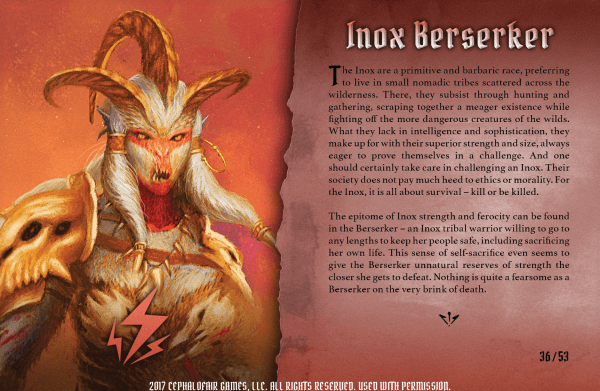 Inox Berserker
The Inox are a primitive and barbaric race, preferring
to live in small nomadic tribes scattered across the
wilderness. There, they subsist through hunting and
gathering, scraping together a meager existence while
fighting off the more dangerous creatures of the wilds.
What they lack in intelligence and sophistication, they
make up for with their superior strength and size, always
eager to prove themselves in a challenge. And one
should certainly take care in challenging an Inox. Their
society does not pay much heed to ethics or morality. For
the Inox, it is all about survival – kill or be killed.
The epitome of Inox strength and ferocity can be found
in the Berserker – an Inox tribal warrior willing to go to
any lengths to keep her people safe, including sacrificing
her own life. This sense of self-sacrifice even seems to
give the Berserker unnatural reserves of strength the
closer she gets to defeat. Nothing is quite a fearsome as a
Berserker on the very brink of death.
36/53
2017 CEPHALOFAIR GAMES, LLC. ALL RIGHTS RESERVED. USED WITH PERMISSION.